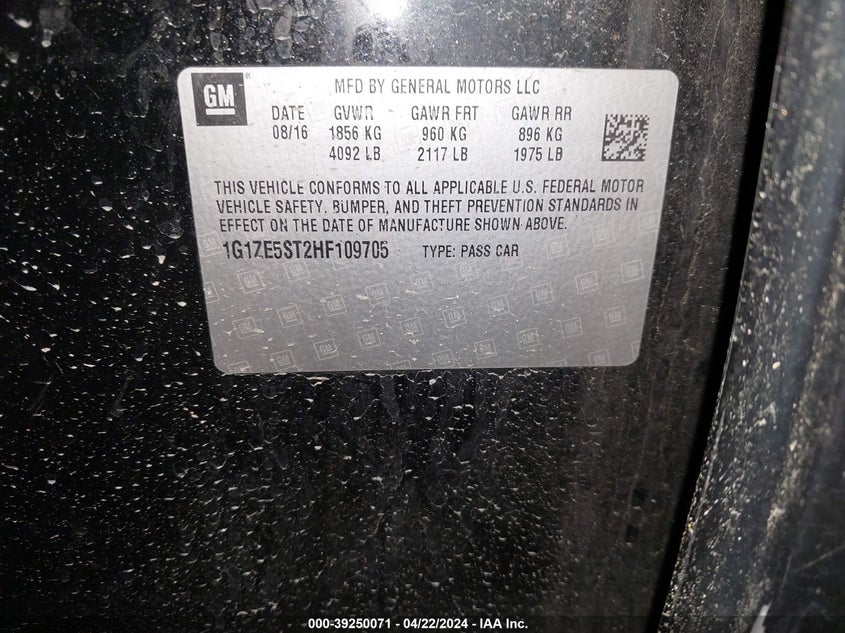 GM
MFD BY GENERAL MOTORS LLC
DATE GVWR GAWR FRT GAWR RR
08/16 1856 KG 960 KG 896 KG
4092 LB 2117 LB 1975 LB
THIS VEHICLE CONFORMS TO ALL APPLICABLE U.S. FEDERAL MOTOR
VEHICLE SAFETY, BUMPER, AND THEFT PREVENTION STANDARDS IN
EFFECT ON THE DATE OF MANUFACTURE SHOWN ABOVE.
1G1ZE5ST2HF109705 TYPE: PASS CAR
000-39250071 - 04/22/2024 - IAA Inc.